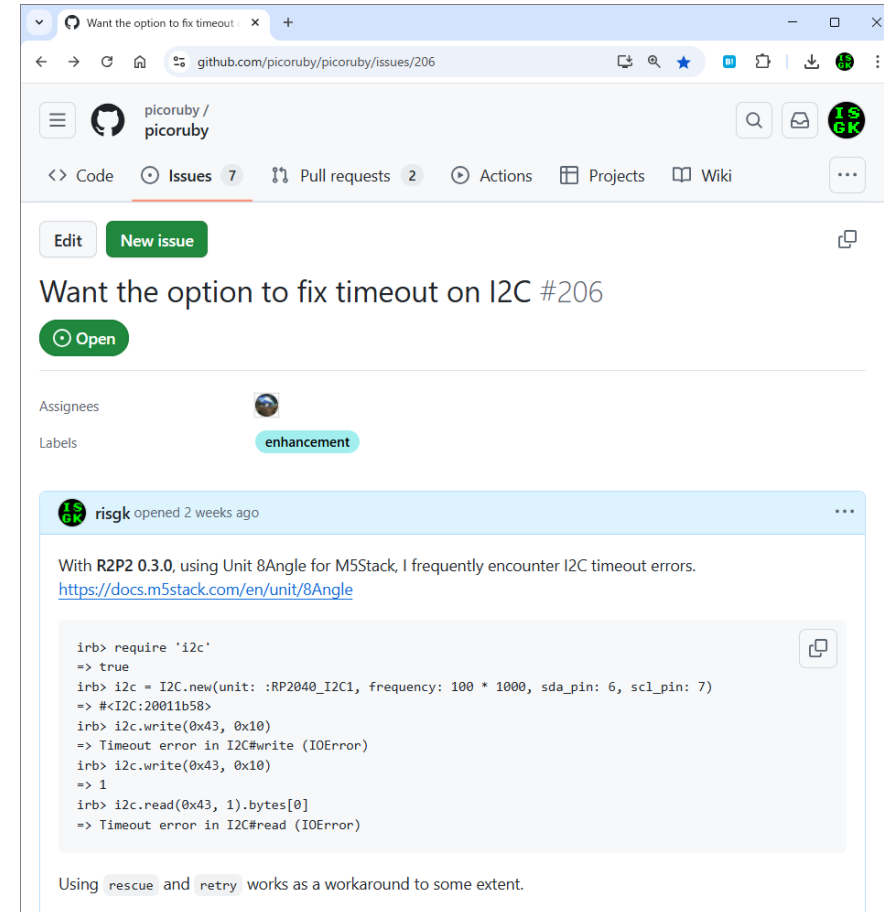 Want the option to fix timeout
github.com/picoruby/picoruby/issues/206
B!
IS
GK
picoruby /
picoruby
IS
GK
Code Issues 7 Pull requests 2 Actions Projects Wiki
Edit New issue
Want the option to fix timeout on I2C #206
Open
Assignees
Labels enhancement
IS
GK
risgk opened 2 weeks ago
With R2P2 0.3.0, using Unit 8Angle for M5Stack, I frequently encounter I2C timeout errors.
https://docs.m5stack.com/en/unit/8Angle
irb> require 'i2c'
=> true
irb> i2c = I2C.new(unit: :RP2040_I2C1, frequency: 100 * 1000, sda_pin: 6, scl_pin: 7)
=> #<I2C:20011b58>
irb> i2c.write(0x43, 0x10)
=> Timeout error in I2C#write (IOError)
irb> i2c.write(0x43, 0x10)
=> 1
irb> i2c.read(0x43, 1).bytes[0]
=> Timeout error in I2C#read (IOError)
Using rescue and retry works as a workaround to some extent.